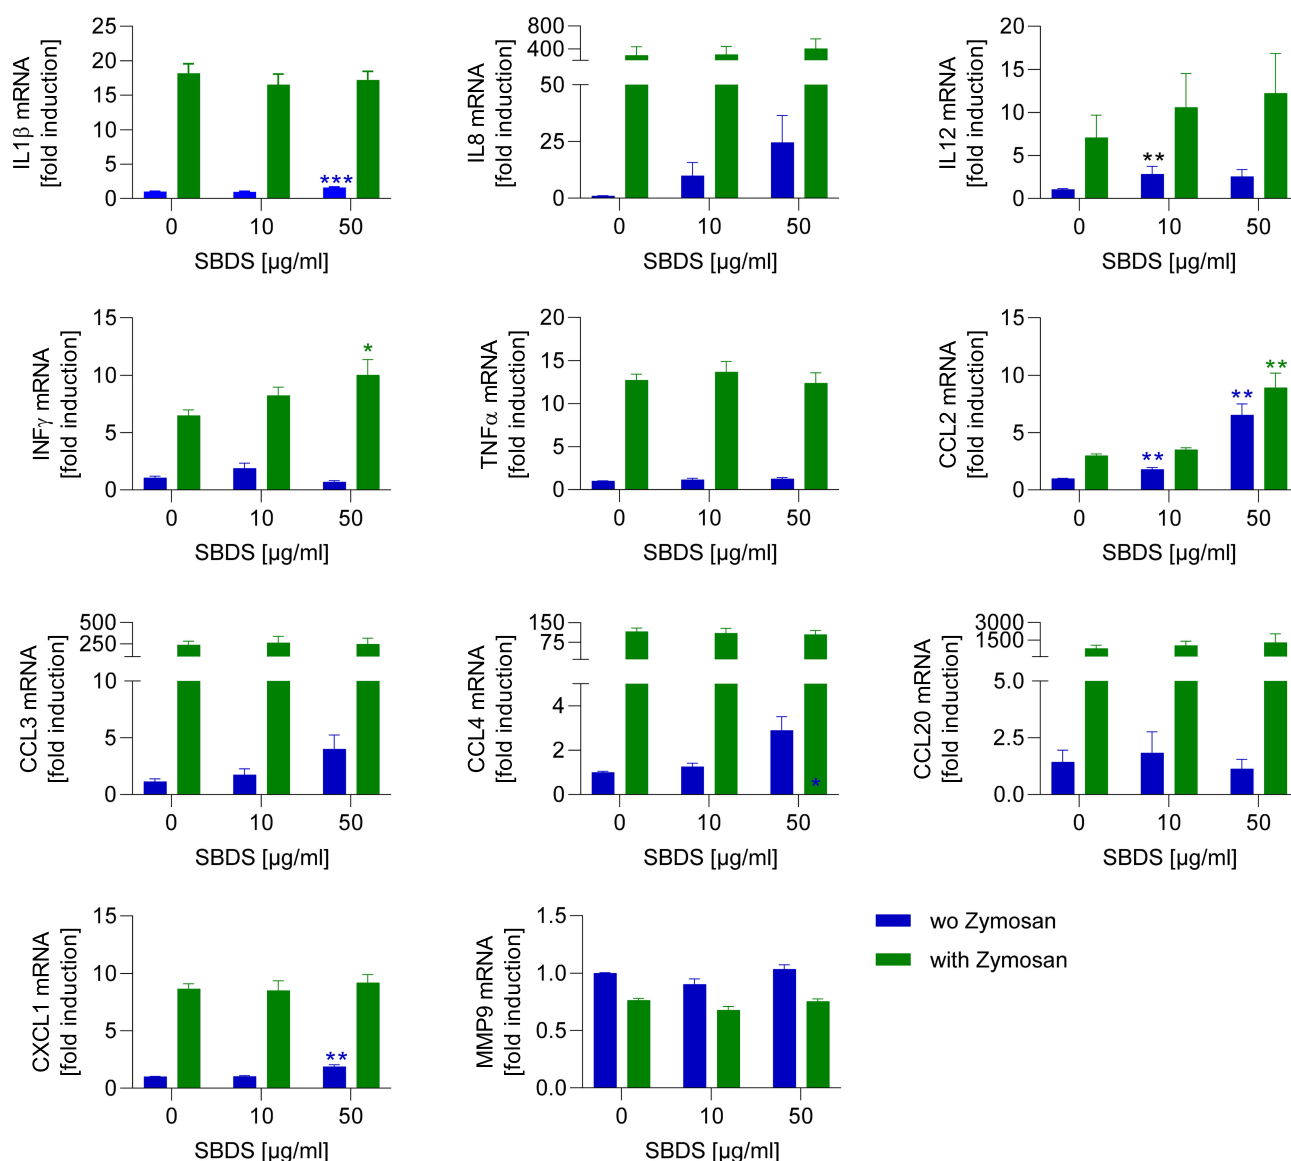 IL1β mRNA
[fold induction]
25
20
15
10
5
0
***
0 10 50
SBDS [µg/ml]
IL8 mRNA
[fold induction]
800
400
50
25
0
0 10 50
SBDS [µg/ml]
IL12 mRNA
[fold induction]
20
15
10
5
0
**
0 10 50
SBDS [µg/ml]
INFγ mRNA
[fold induction]
15
10
5
0
*
0 10 50
SBDS [µg/ml]
TNFα mRNA
[fold induction]
20
15
10
5
0
0 10 50
SBDS [µg/ml]
CCL2 mRNA
[fold induction]
15
10
5
0
** ** **
0 10 50
SBDS [µg/ml]
CCL3 mRNA
[fold induction]
500
250
10
5
0
0 10 50
SBDS [µg/ml]
CCL4 mRNA
[fold induction]
150
75
4
2
0
*
0 10 50
SBDS [µg/ml]
CCL20 mRNA
[fold induction]
3000
1500
5.0
2.5
0.0
0 10 50
SBDS [µg/ml]
CXCL1 mRNA
[fold induction]
15
10
5
0
**
0 10 50
SBDS [µg/ml]
MMP9 mRNA
[fold induction]
1.5
1.0
0.5
0.0
0 10 50
SBDS [µg/ml]
wo Zymosan
with Zymosan